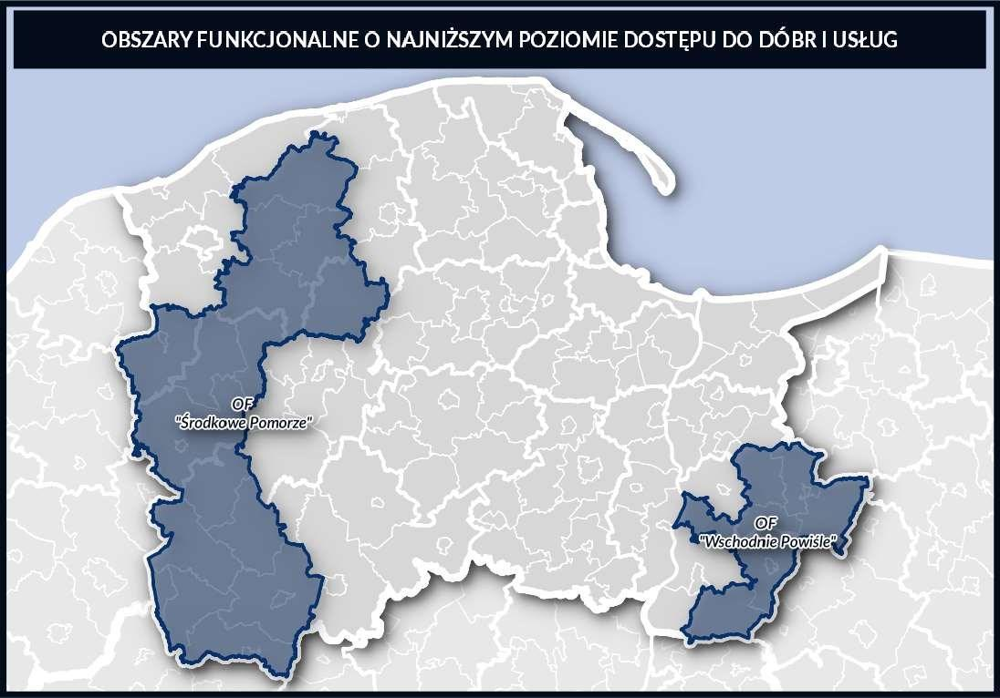 OBSZARY FUNKCJONALNE O NAJNIŻSZYM POZIOMIE DOSTĘPU DO DÓBR I USŁUG
OF
"Środkowe Pomorze"
OF
"Wschodnie Powiśle"